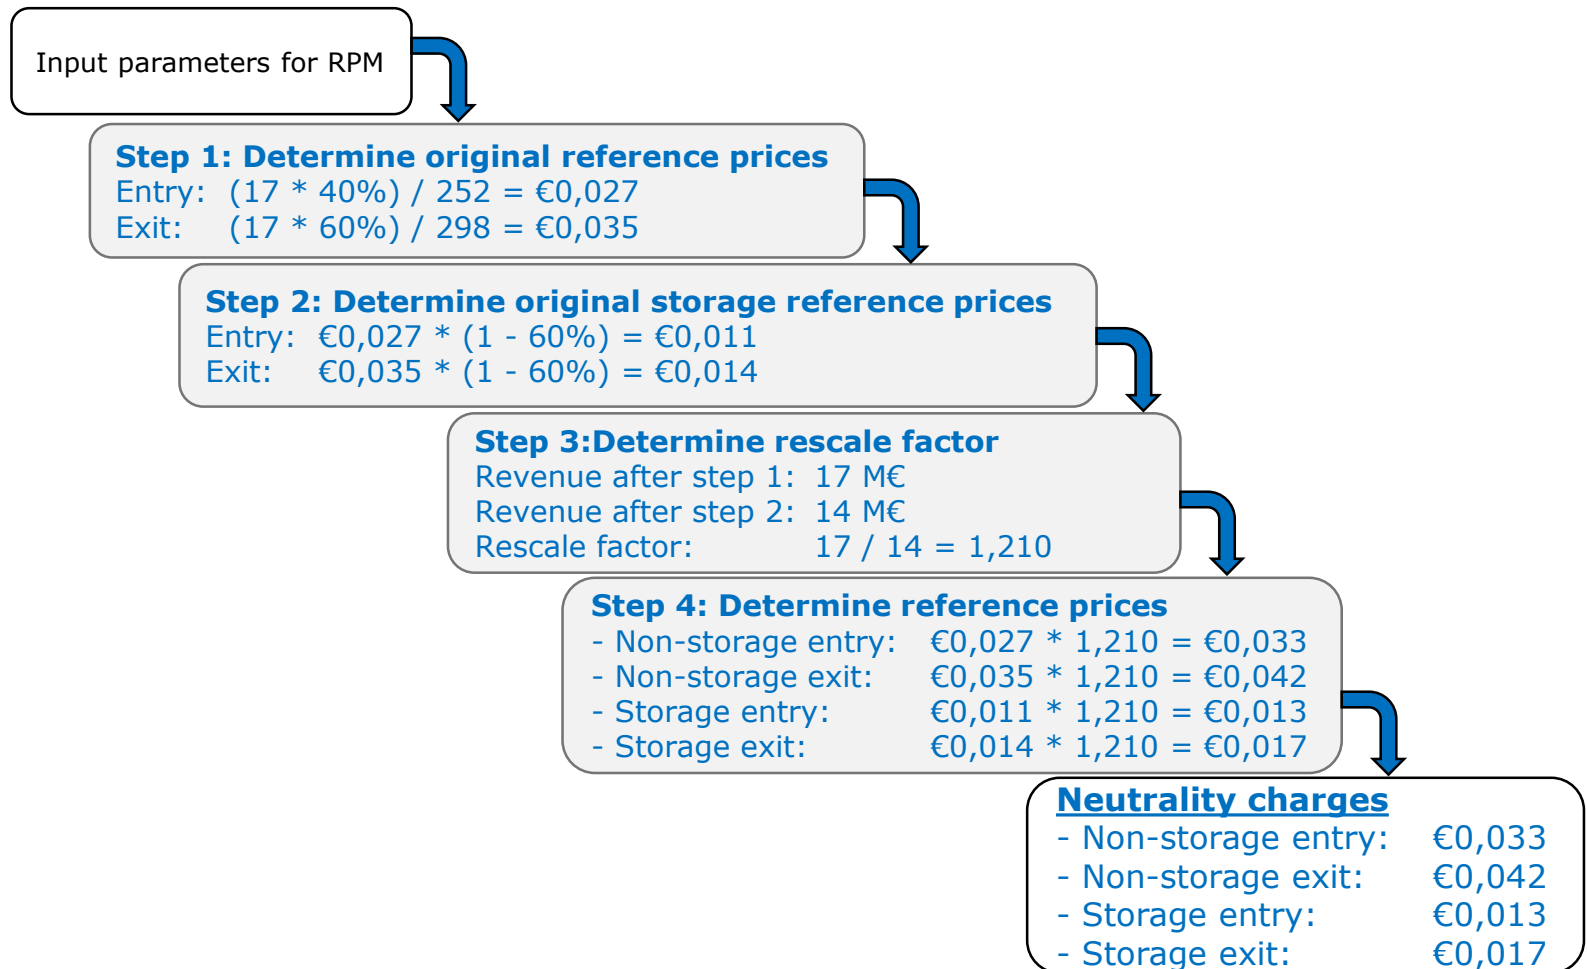 Input parameters for RPM
Step 1: Determine original reference prices
Entry: (17 * 40%) / 252 = €0,027
Exit: (17 * 60%) / 298 = €0,035
Step 2: Determine original storage reference prices
Entry: €0,027 * (1 - 60%) = €0,011
Exit: €0,035 * (1 - 60%) = €0,014
Step 3:Determine rescale factor
Revenue after step 1: 17 M€
Revenue after step 2: 14 M€
Rescale factor: 17 / 14 = 1,210
Step 4: Determine reference prices
- Non-storage entry: €0,027 * 1,210 = €0,033
- Non-storage exit: €0,035 * 1,210 = €0,042
- Storage entry: €0,011 * 1,210 = €0,013
- Storage exit: €0,014 * 1,210 = €0,017
Neutrality charges
- Non-storage entry: €0,033
- Non-storage exit: €0,042
- Storage entry: €0,013
- Storage exit: €0,017